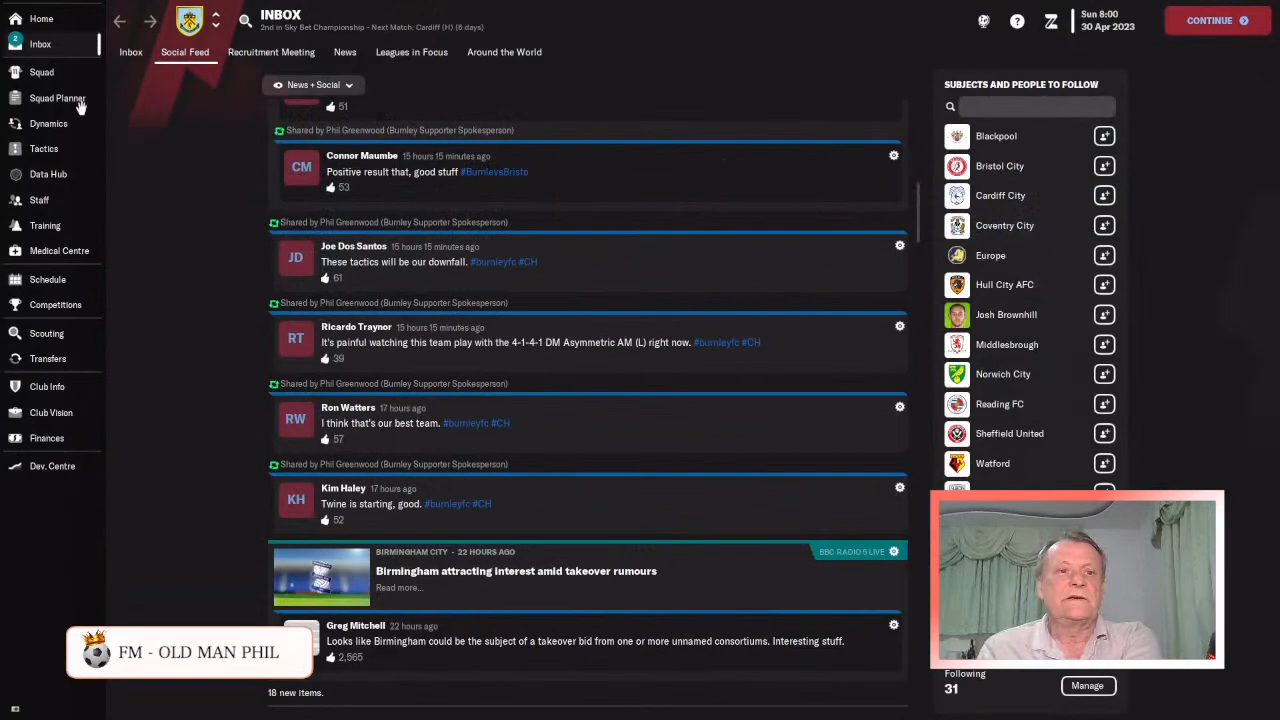 Home
2
Inbox
Squad
Squad Planner
Dynamics
Tactics
Data Hub
Staff
Training
Medical Centre
Schedule
Competitions
Scouting
Transfers
Club Info
Club Vision
Finances
Dev. Centre
INBOX
2nd in Sky Bet Championship - Next Match: Cardiff (H) (6 days)
Sun 8:00
30 Apr 2023
CONTINUE
Inbox
Social Feed
Recruitment Meeting
News
Leagues in Focus
Around the World
News + Social
51
Shared by Phil Greenwood (Burnley Supporter Spokesperson)
CM
Connor Maumbe 15 hours 15 minutes ago
Positive result that, good stuff #BurnlevsBristo
53
Shared by Phil Greenwood (Burnley Supporter Spokesperson)
JD
Joe Dos Santos 15 hours 15 minutes ago
These tactics will be our downfall. #burnleyfc #CH
61
Shared by Phil Greenwood (Burnley Supporter Spokesperson)
RT
Ricardo Traynor 15 hours 15 minutes ago
It's painful watching this team play with the 4-1-4-1 DM Asymmetric AM (L) right now. #burnleyfc #CH
39
Shared by Phil Greenwood (Burnley Supporter Spokesperson)
RW
Ron Watters 17 hours ago
I think that's our best team. #burnleyfc #CH
57
Shared by Phil Greenwood (Burnley Supporter Spokesperson)
KH
Kim Haley 17 hours ago
Twine is starting, good. #burnleyfc #CH
52
BIRMINGHAM CITY - 22 HOURS AGO
BBC RADIO 5 LIVE
Birmingham attracting interest amid takeover rumours
Read more...
Greg Mitchell 22 hours ago
Looks like Birmingham could be the subject of a takeover bid from one or more unnamed consortiums. Interesting stuff.
2,565
18 new items.
SUBJECTS AND PEOPLE TO FOLLOW
Blackpool
Bristol City
Cardiff City
Coventry City
Europe
Hull City AFC
Josh Brownhill
Middlesbrough
Norwich City
Reading FC
Sheffield United
Watford
Following
31
Manage
FM - OLD MAN PHIL